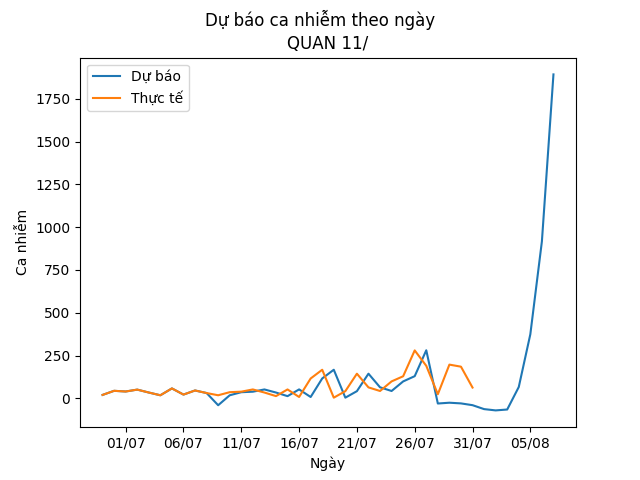 Dự báo ca nhiễm theo ngày
QUAN 11/
Dự báo
Thực tế
Ca nhiễm
1750
1500
1250
1000
750
500
250
0
01/07 06/07 11/07 16/07 21/07 26/07 31/07 05/08
Ngày